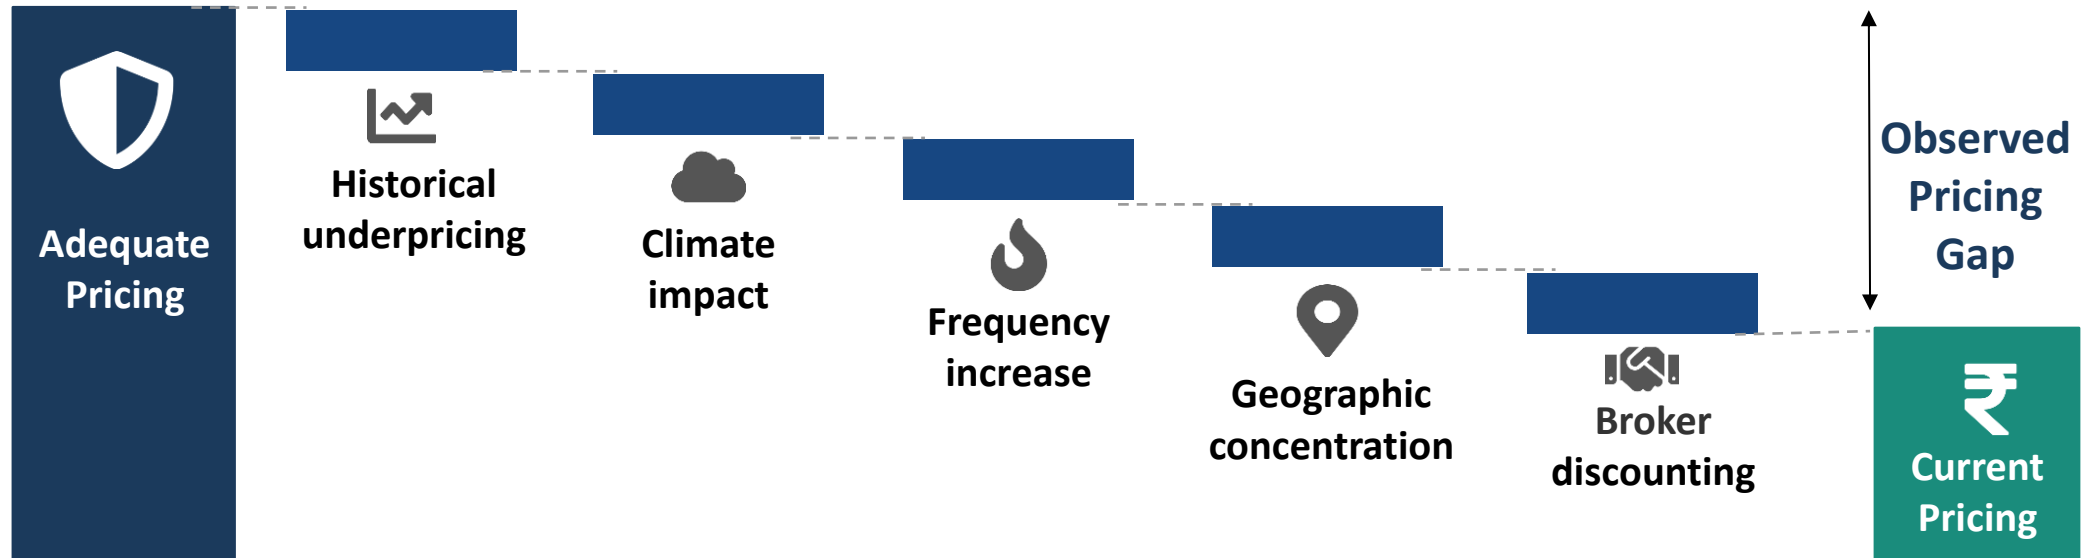 Adequate
Pricing
Historical
underpricing
Climate
impact
Frequency
increase
Geographic
concentration
Broker
discounting
Observed
Pricing
Gap
₹
Current
Pricing